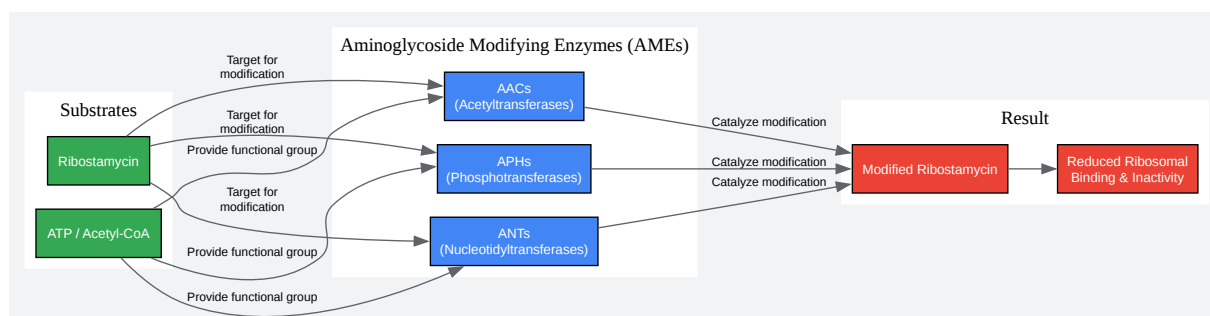 Substrates
Ribostamycin
ATP / Acetyl-CoA
Target for
modification
Target for
modification
Provide functional group
Target for
modification
Provide functional group
Provide functional group
Aminoglycoside Modifying Enzymes (AMEs)
AACs
(Acetyltransferases)
APHs
(Phosphotransferases)
ANTs
(Nucleotidyltransferases)
Catalyze modification
Catalyze modification
Catalyze modification
Result
Modified Ribostamycin
Reduced Ribosomal
Binding & Inactivity